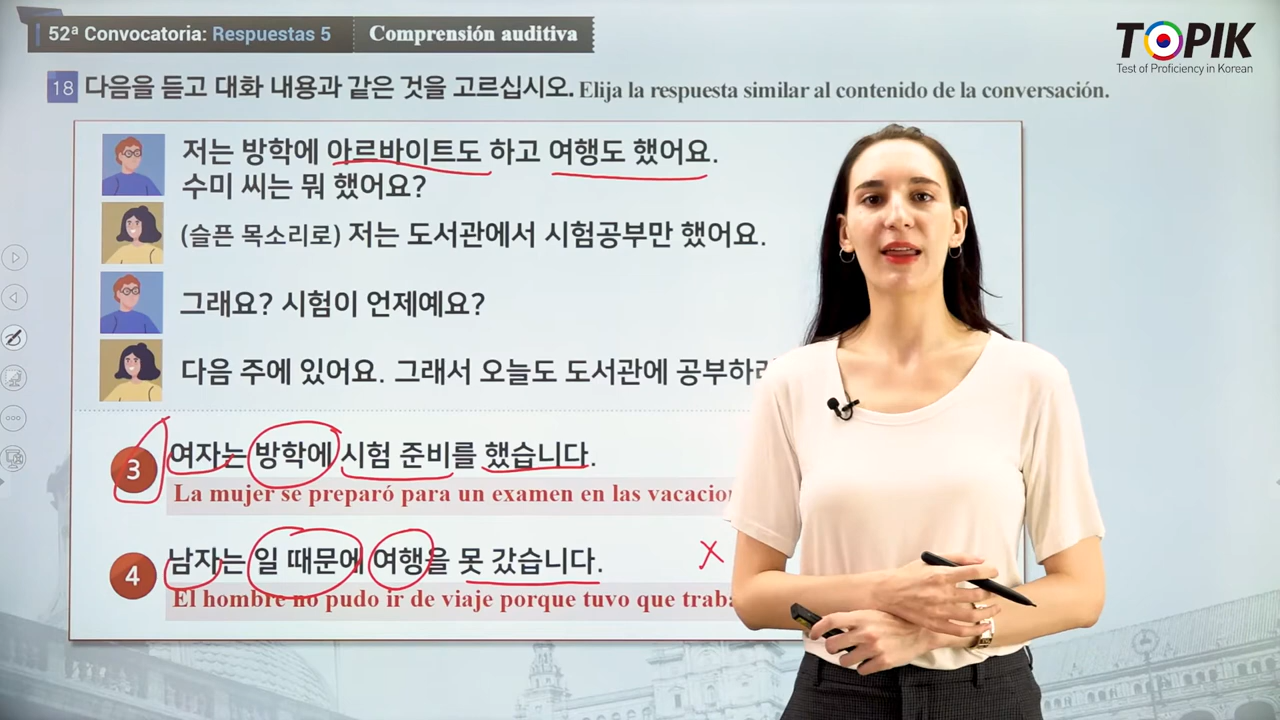 52ª Convocatoria: Respuestas 5 Comprensión auditiva
TOPIK
Test of Proficiency in Korean
18 다음을 듣고 대화 내용과 같은 것을 고르십시오. Elija la respuesta similar al contenido de la conversación.
저는 방학에 아르바이트도 하고 여행도 했어요.
수미 씨는 뭐 했어요?
(슬픈 목소리로) 저는 도서관에서 시험공부만 했어요.
그래요? 시험이 언제예요?
다음 주에 있어요. 그래서 오늘도 도서관에
3 여자는 방학에 시험 준비를 했습니다.
La mujer se preparó para un examen en las
4 남자는 일 때문에 여행을 못 갔습니다. X
El hombre no pudo ir de viaje porque tuvo que